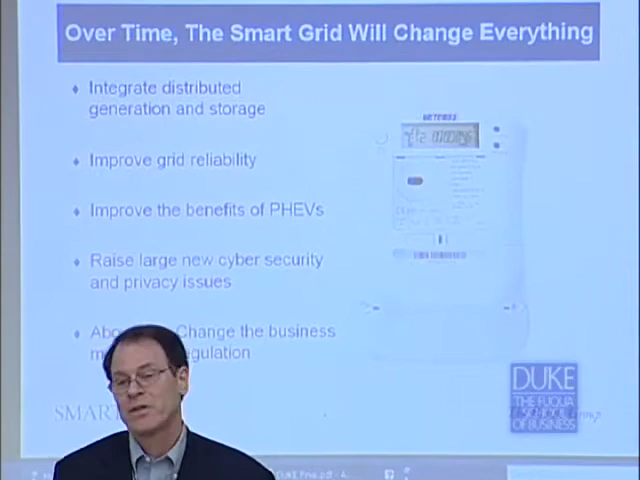 Over Time, The Smart Grid Will Change Everything
Integrate distributed
generation and storage
Improve grid reliability
Improve the benefits of PHEVs
Raise large new cyber security
and privacy issues
Change the business
egulation
SMART
DUKE
THE FUQUA
SCHOOL
OF BUSINESS